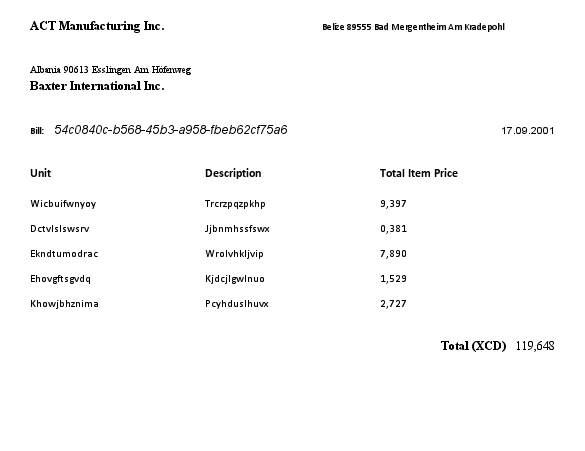 ACT Manufacturing Inc. Belize 89555 Bad Mergentheim Am Kradepohl
Albania 90613 Esslingen Am Höfenweg
Baxter International Inc.
Bill: 54c0840c-b568-45b3-a958-fbeb62cf75a6 17.09.2001
Unit Description Total Item Price
Wicbuifwnyoy Trcrzpqzpkhp 9,397
Dctvlslswsrv Jjbnmhssfswx 0,381
Ekndtumodrac Wrolvhkljvip 7,890
Ehovgftsgvdq Kjdcjlgwlnuo 1,529
Khowjbhznima Pcyhduslhuvx 2,727
Total (XCD) 119,648